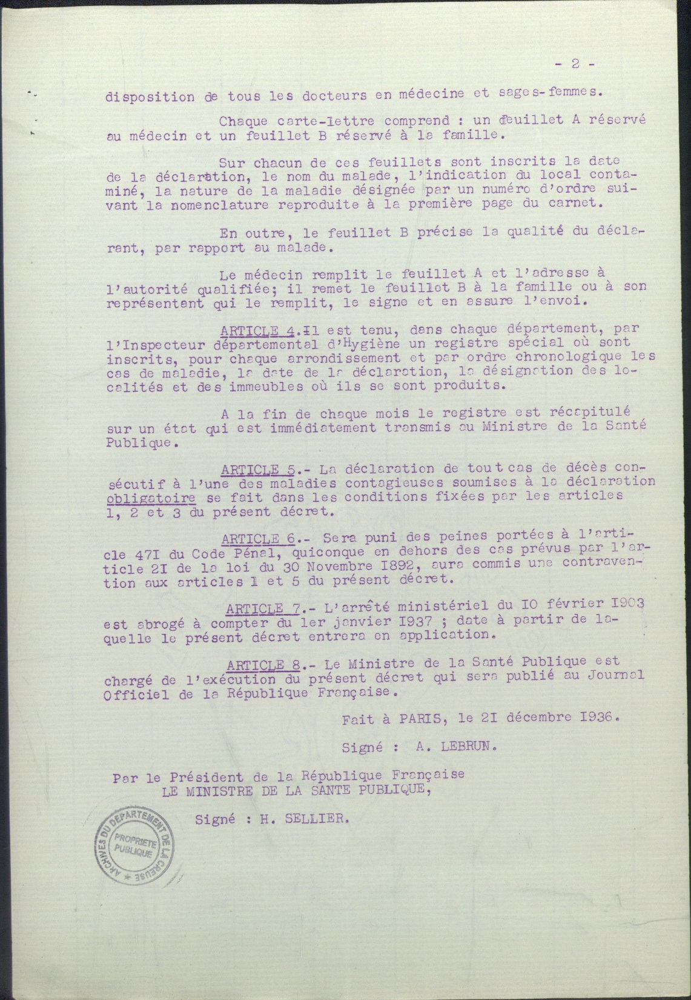 - 2 -
disposition de tous les docteurs en médecine et sages-femmes.
Chaque carte-lettre comprend : un feuillet A réservé
au médecin et un feuillet B réservé à la famille.
Sur chacun de ces feuillets sont inscrits la date
de la déclaration, le nom du malade, l'indication du local conta-
miné, la nature de la maladie désignée par un numéro d'ordre sui-
vant la nomenclature reproduite à la première page du carnet.
En outre, le feuillet B précise la qualité du décla-
rant, par rapport au malade.
Le médecin remplit le feuillet A et l'adresse à
l'autorité qualifiée; il remet le feuillet B à la famille ou à son
représentant qui le remplit, le signe et en assure l'envoi.
ARTICLE 4.Il est tenu, dans chaque département, par
l'Inspecteur départemental d'Hygiène un registre spécial où sont
inscrits, pour chaque arrondissement et par ordre chronologique les
cas de maladie, la date de la déclaration, la désignation des lo-
calités et des immeubles où ils se sont produits.
A la fin de chaque mois le registre est récapitulé
sur un état qui est immédiatement transmis au Ministre de la Santé
Publique.
ARTICLE 5.- La déclaration de tout cas de décès con-
sécutif à l'une des maladies contagieuses soumises à la déclaration
obligatoire se fait dans les conditions fixées par les articles
1, 2 et 3 du présent décret.
ARTICLE 6.- Sera puni des peines portées à l'arti-
cle 47I du Code Pénal, quiconque en dehors des cas prévus par l'ar-
ticle 2I de la loi du 30 Novembre I892, aura commis une contraven-
tion aux articles 1 et 5 du présent décret.
ARTICLE 7.- L'arrêté ministériel du I0 février I903
est abrogé à compter du 1er janvier I937 ; date à partir de la-
quelle le présent décret entrera en application.
ARTICLE 8.- Le Ministre de la Santé Publique est
chargé de l'exécution du présent décret qui sera publié au Journal
Officiel de la République Française.
Fait à PARIS, le 2I décembre I936.
Signé : A. LEBRUN.
Par le Président de la République Française
LE MINISTRE DE LA SANTE PUBLIQUE,
Signé : H. SELLIER.
ARCHIVES DU DEPARTEMENT DE LA CREUSE
PROPRIETE
PUBLIQUE